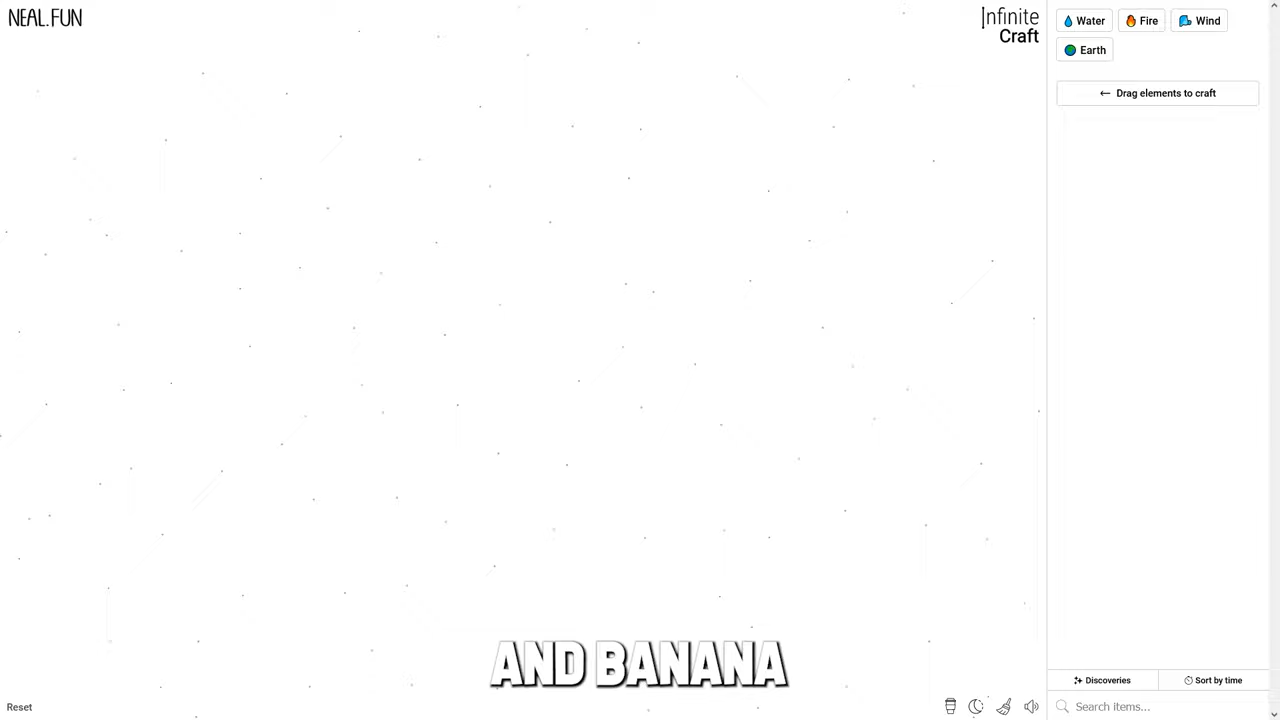 NEAL.FUN
Infinite
Craft
Water
Fire
Wind
Earth
← Drag elements to craft
AND BANANA
Reset
Discoveries
Sort by time
Search items...